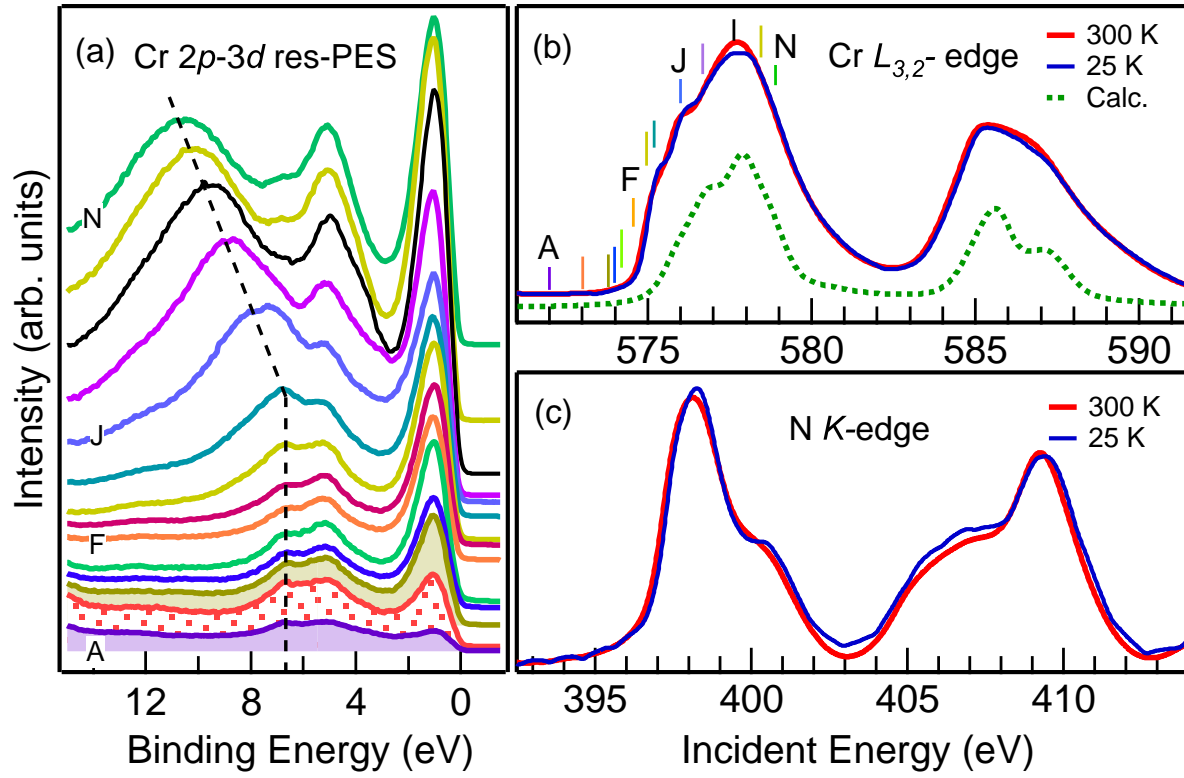 (a) Cr 2p-3d res-PES
N
J
F
A
Intensity (arb. units)
12 8 4 0
Binding Energy (eV)
(b) Cr L3,2- edge
300 K
25 K
Calc.
A
F
J
N
575 580 585 590
(c) N K-edge
300 K
25 K
395 400 405 410
Incident Energy (eV)